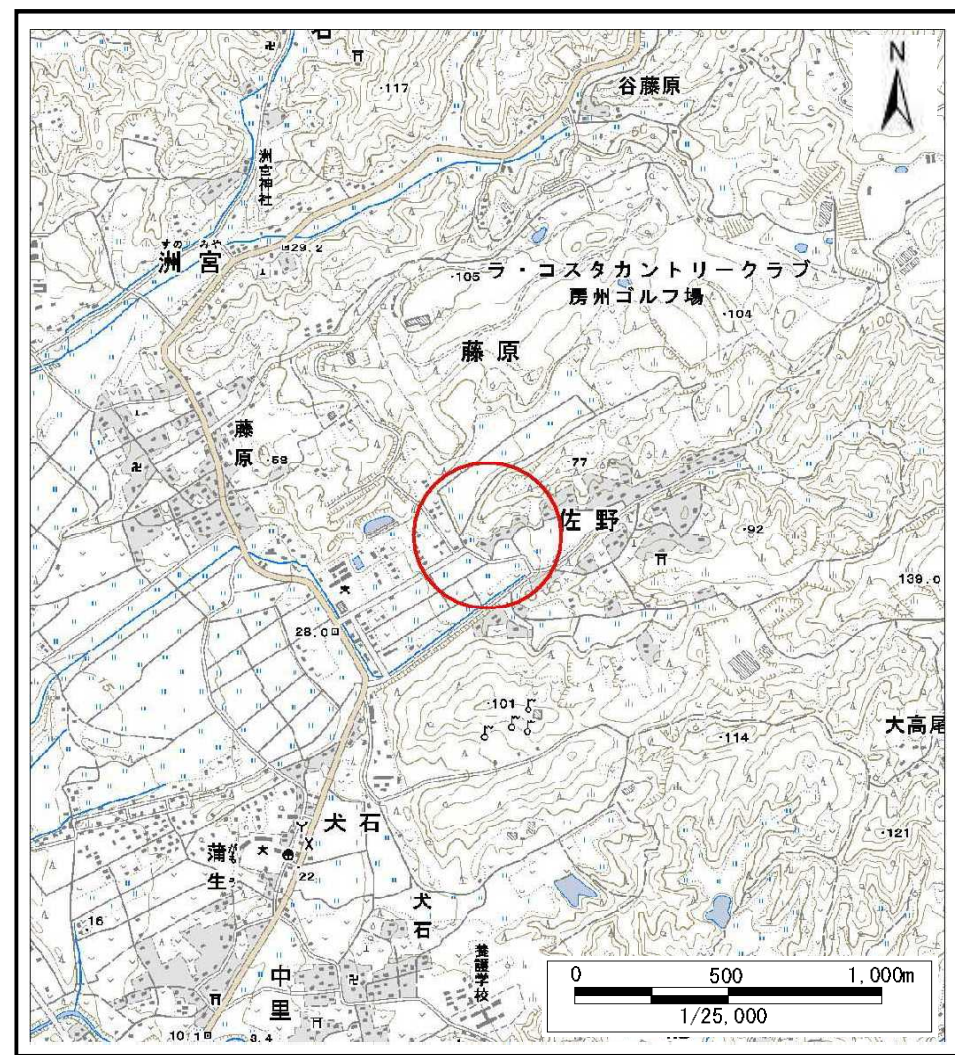 N
谷藤原
・117
洲宮神社
すのみや
洲宮
29.2
・105
ラ・コスタカントリークラブ
房州ゴルフ場
・104
藤原
藤原
・77
佐野
・92
139.0
28.0
・101
・114
大高尾
・121
犬石
蒲生
がもう
22
・16
犬石
養護学校
中里
10.1
0 500 1,000m
1/25,000